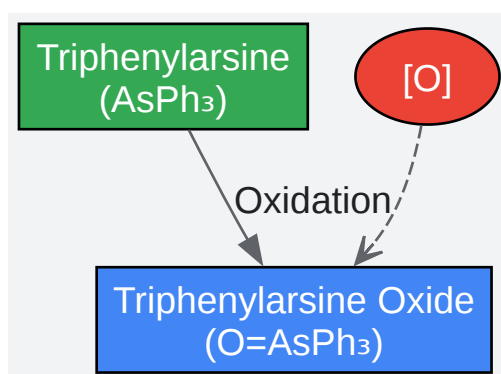 Triphenylarsine
(AsPh₃)
[O]
Oxidation
Triphenylarsine Oxide
(O=AsPh₃)